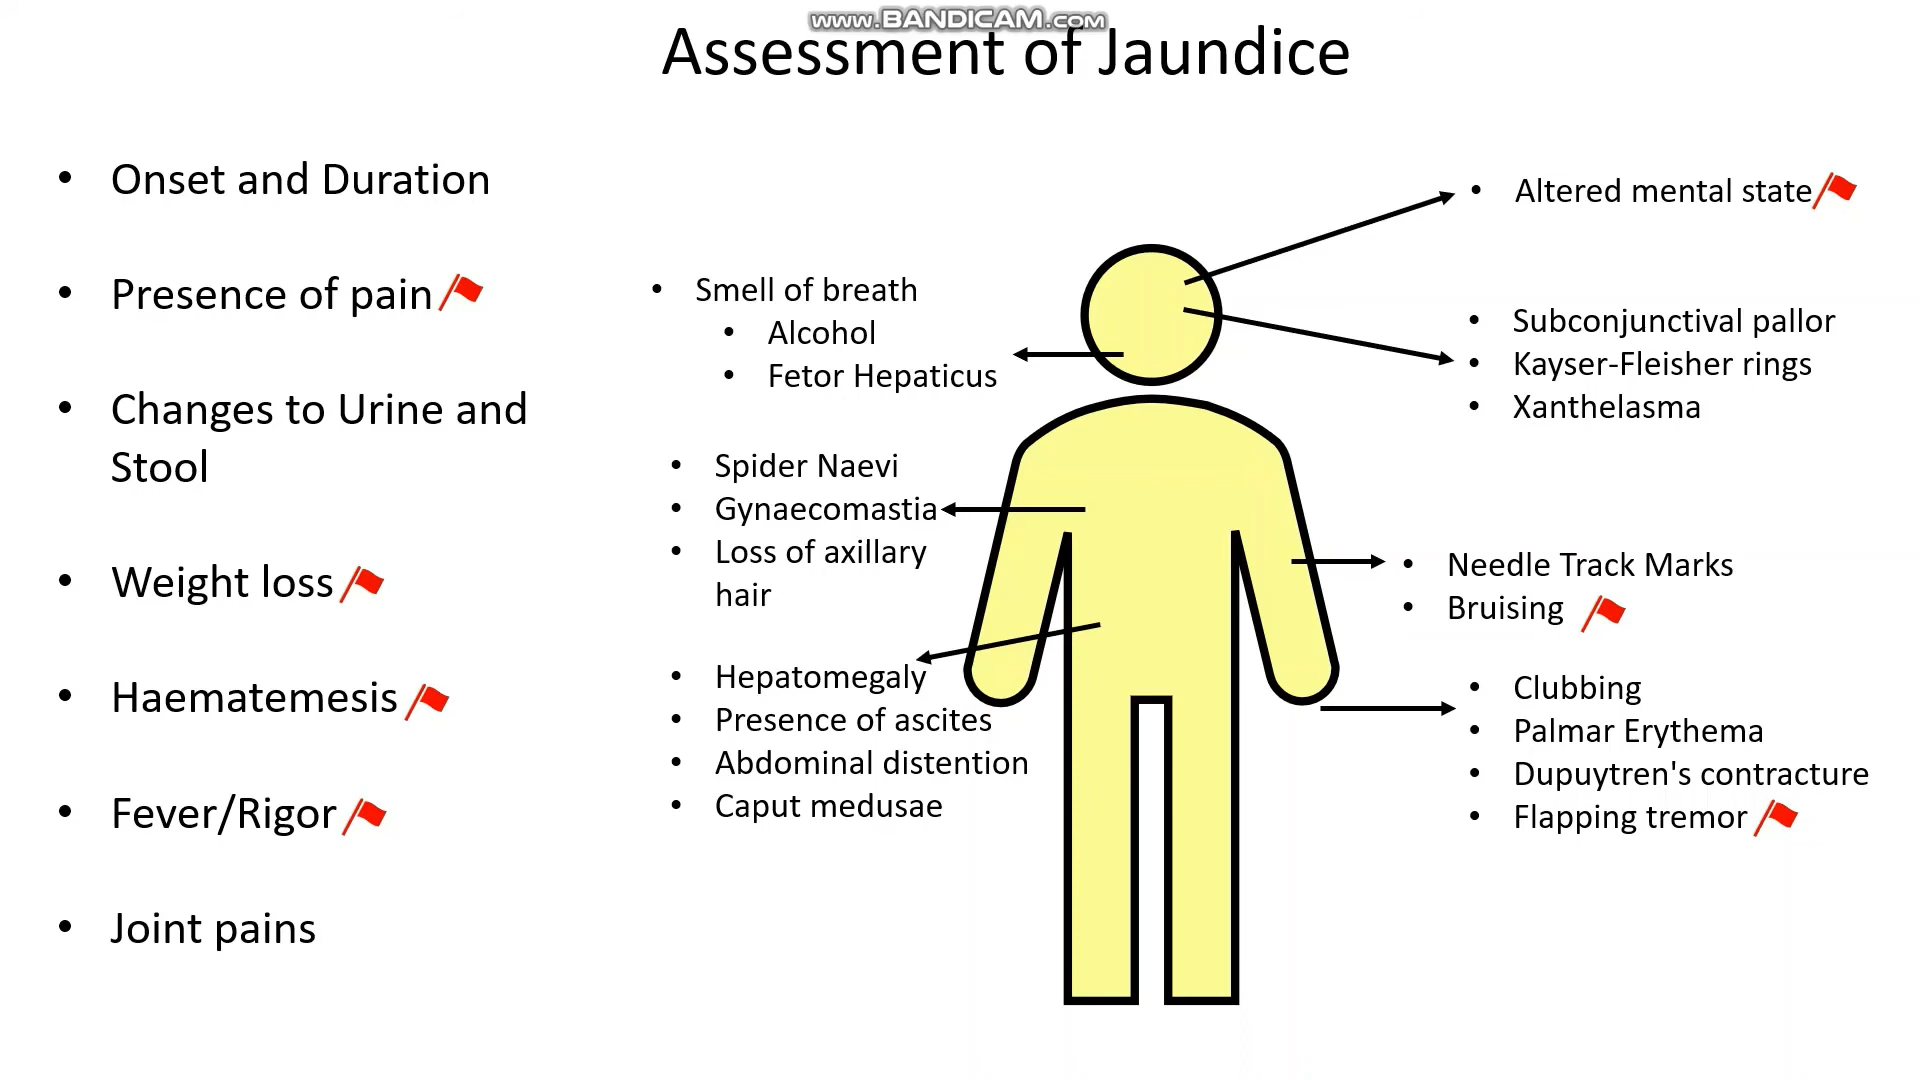 www.BANDICAM.com
Assessment of Jaundice
• Onset and Duration
• Presence of pain
• Changes to Urine and
Stool
• Weight loss
• Haematemesis
• Fever/Rigor
• Joint pains
• Smell of breath
• Alcohol
• Fetor Hepaticus
• Spider Naevi
• Gynaecomastia
• Loss of axillary
hair
• Hepatomegaly
• Presence of ascites
• Abdominal distention
• Caput medusae
• Altered mental state
• Subconjunctival pallor
• Kayser-Fleisher rings
• Xanthelasma
• Needle Track Marks
• Bruising
• Clubbing
• Palmar Erythema
• Dupuytren's contracture
• Flapping tremor